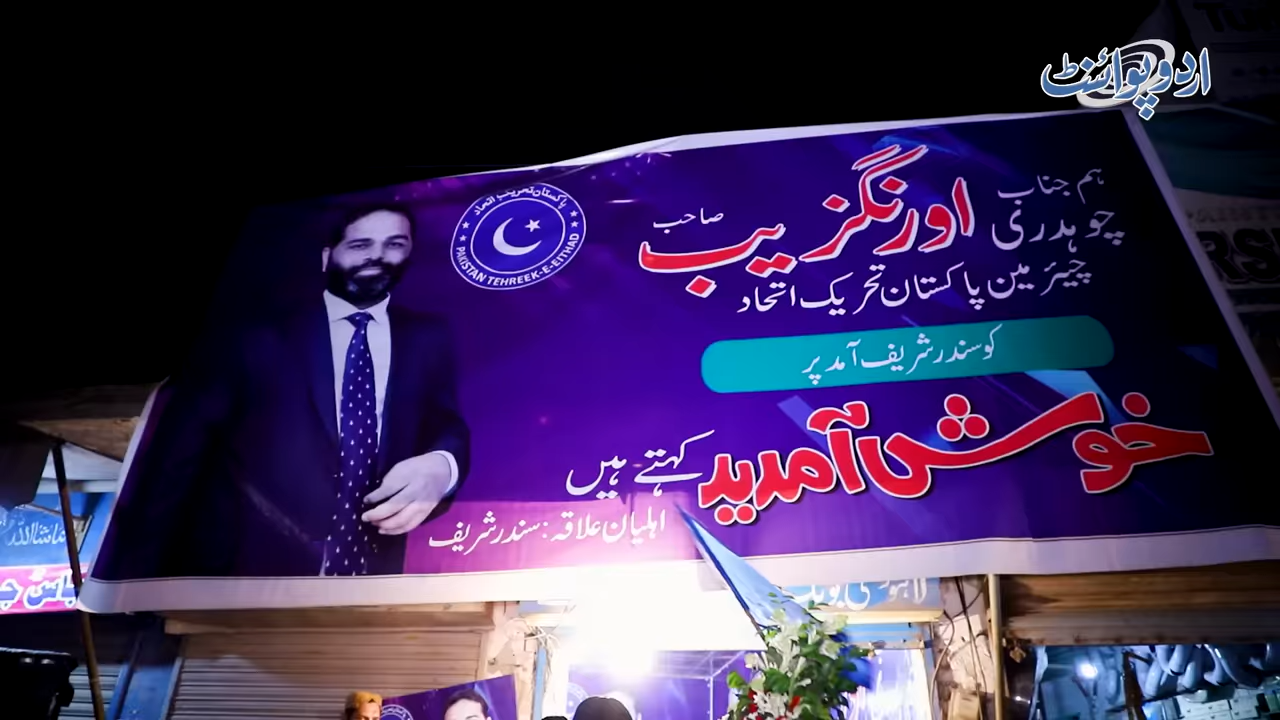 اردو پوائنٹ
ہم جناب
چوہدری اورنگزیب صاحب
چیئرمین پاکستان تحریک اتحاد
کو سندر شریف آمد پر
خوش آمدید کہتے ہیں
اہلیان علاقہ: سندر شریف
پاکستان تحریک اتحاد
PAKISTAN TEHREEK-E-EITHAD
ماشاءاللہ